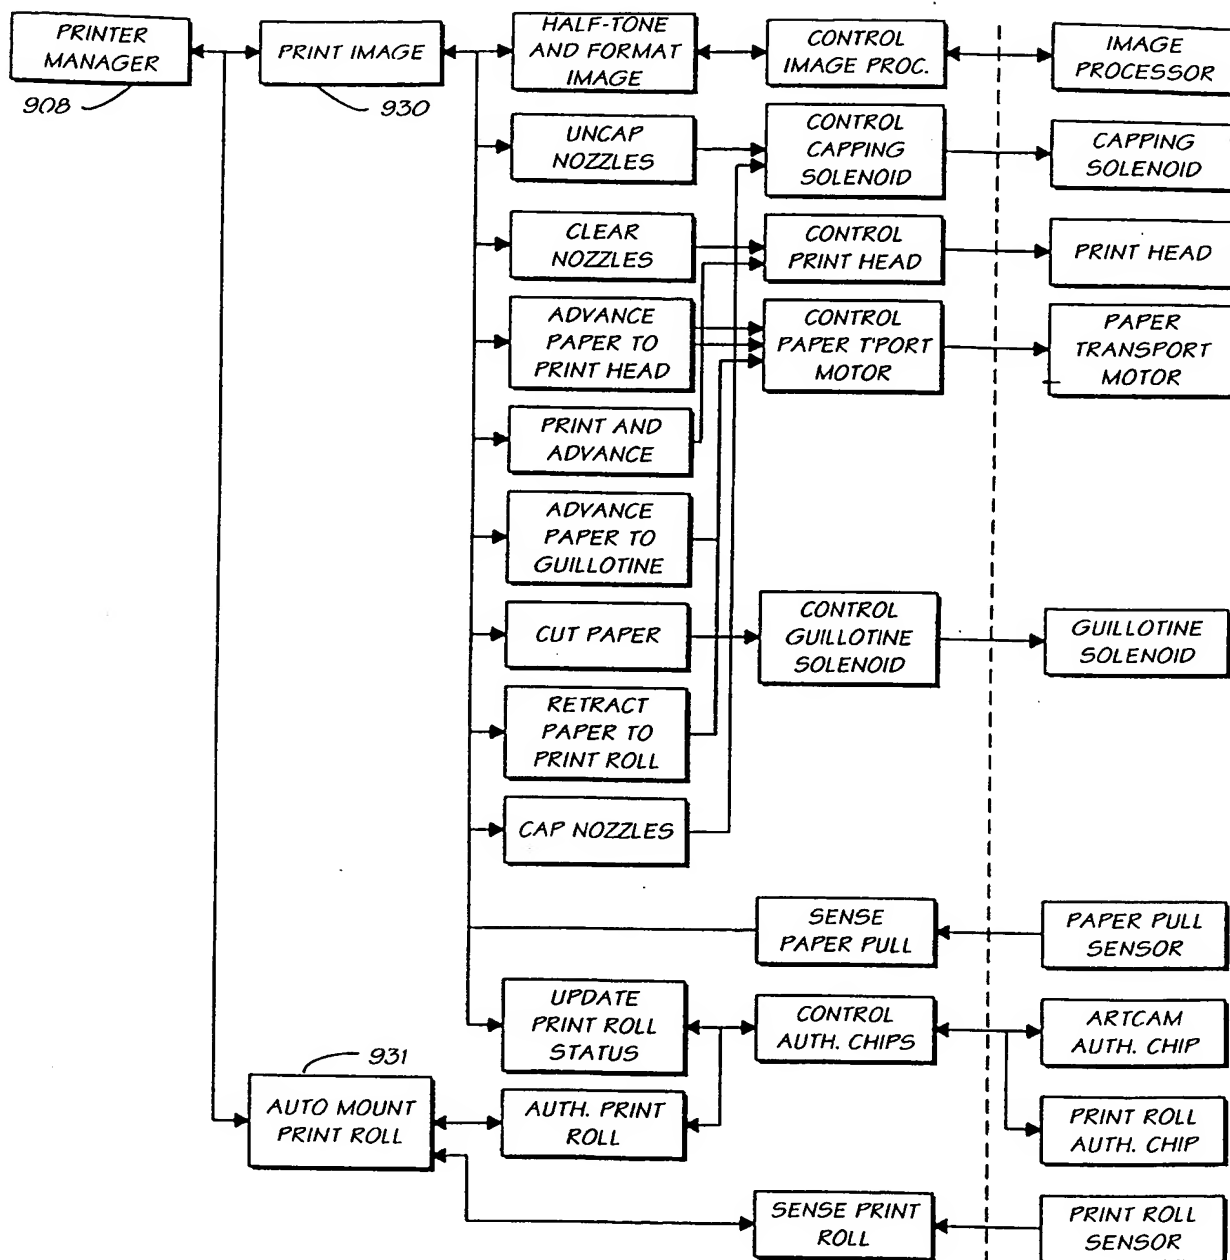 PRINTER
MANAGER
908
PRINT IMAGE
930
HALF-TONE
AND FORMAT
IMAGE
CONTROL
IMAGE PROC.
IMAGE
PROCESSOR
UNCAP
NOZZLES
CONTROL
CAPPING
SOLENOID
CAPPING
SOLENOID
CLEAR
NOZZLES
CONTROL
PRINT HEAD
PRINT HEAD
ADVANCE
PAPER TO
PRINT HEAD
CONTROL
PAPER T'PORT
MOTOR
PAPER
TRANSPORT
MOTOR
PRINT AND
ADVANCE
ADVANCE
PAPER TO
GUILLOTINE
CUT PAPER
CONTROL
GUILLOTINE
SOLENOID
GUILLOTINE
SOLENOID
RETRACT
PAPER TO
PRINT ROLL
CAP NOZZLES
SENSE
PAPER PULL
PAPER PULL
SENSOR
UPDATE
PRINT ROLL
STATUS
CONTROL
AUTH. CHIPS
ARTCAM
AUTH. CHIP
931
AUTO MOUNT
PRINT ROLL
AUTH. PRINT
ROLL
PRINT ROLL
AUTH. CHIP
SENSE PRINT
ROLL
PRINT ROLL
SENSOR